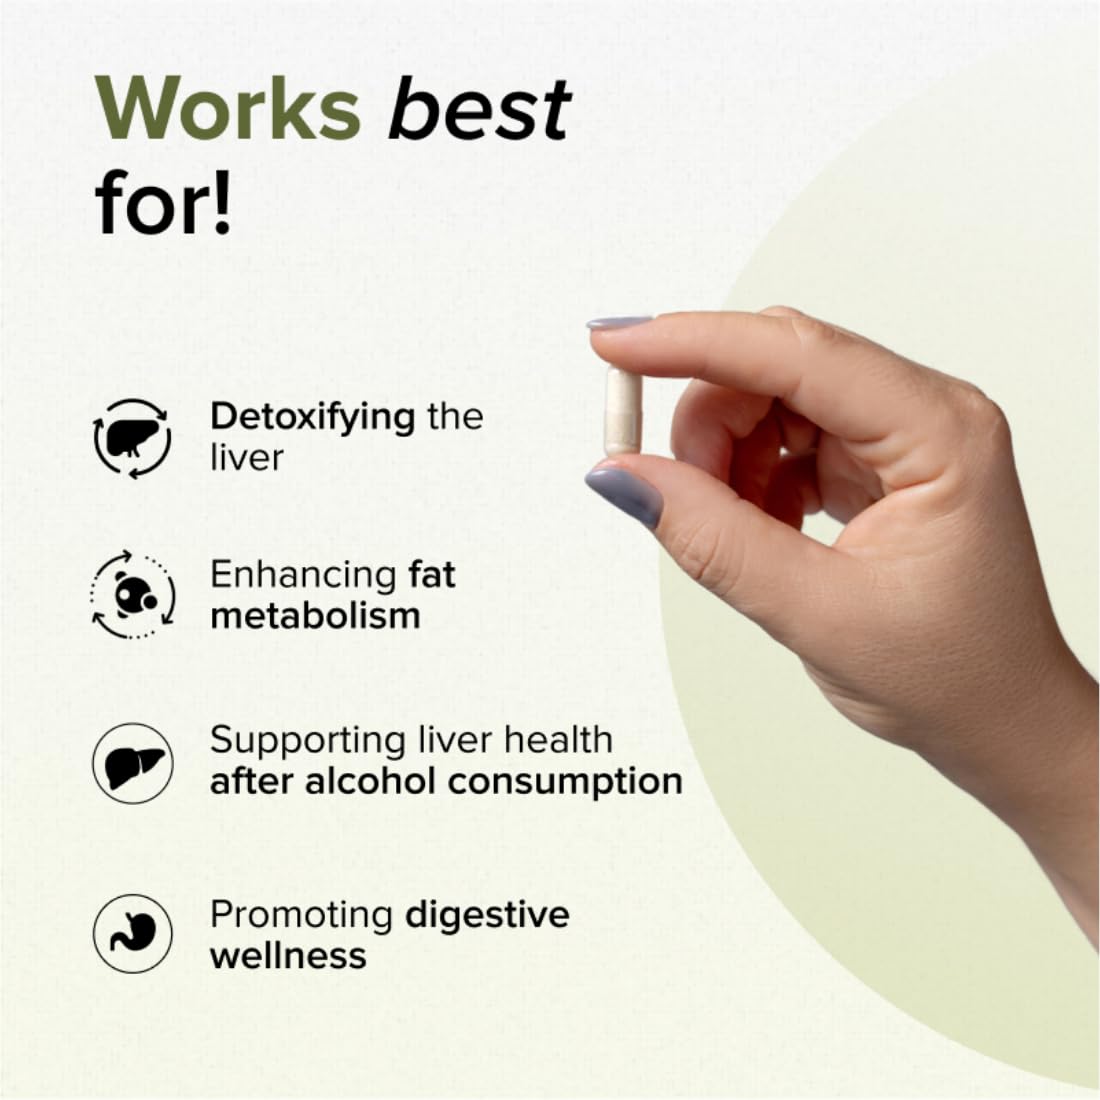 Works best
for!
Detoxifying the
liver
Enhancing fat
metabolism
Supporting liver health
after alcohol consumption
Promoting digestive
wellness